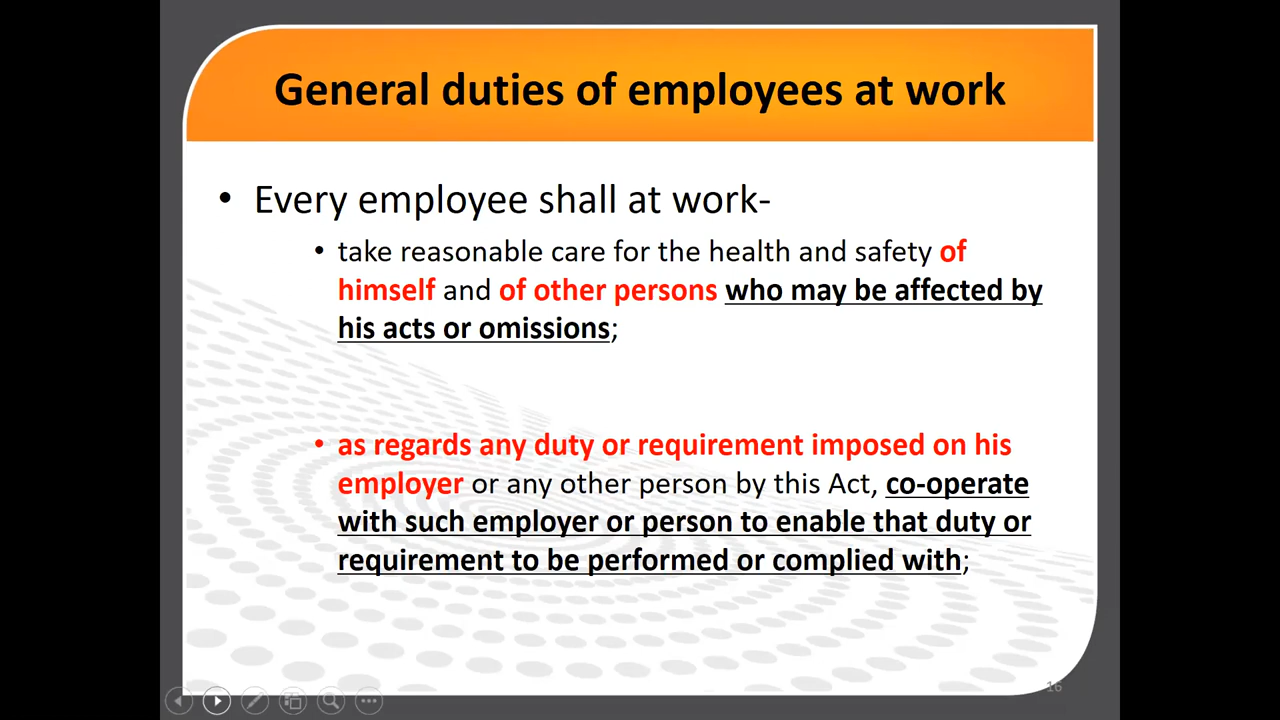 General duties of employees at work
• Every employee shall at work-
• take reasonable care for the health and safety of
himself and of other persons who may be affected by
his acts or omissions;
• as regards any duty or requirement imposed on his
employer or any other person by this Act, co-operate
with such employer or person to enable that duty or
requirement to be performed or complied with;
16